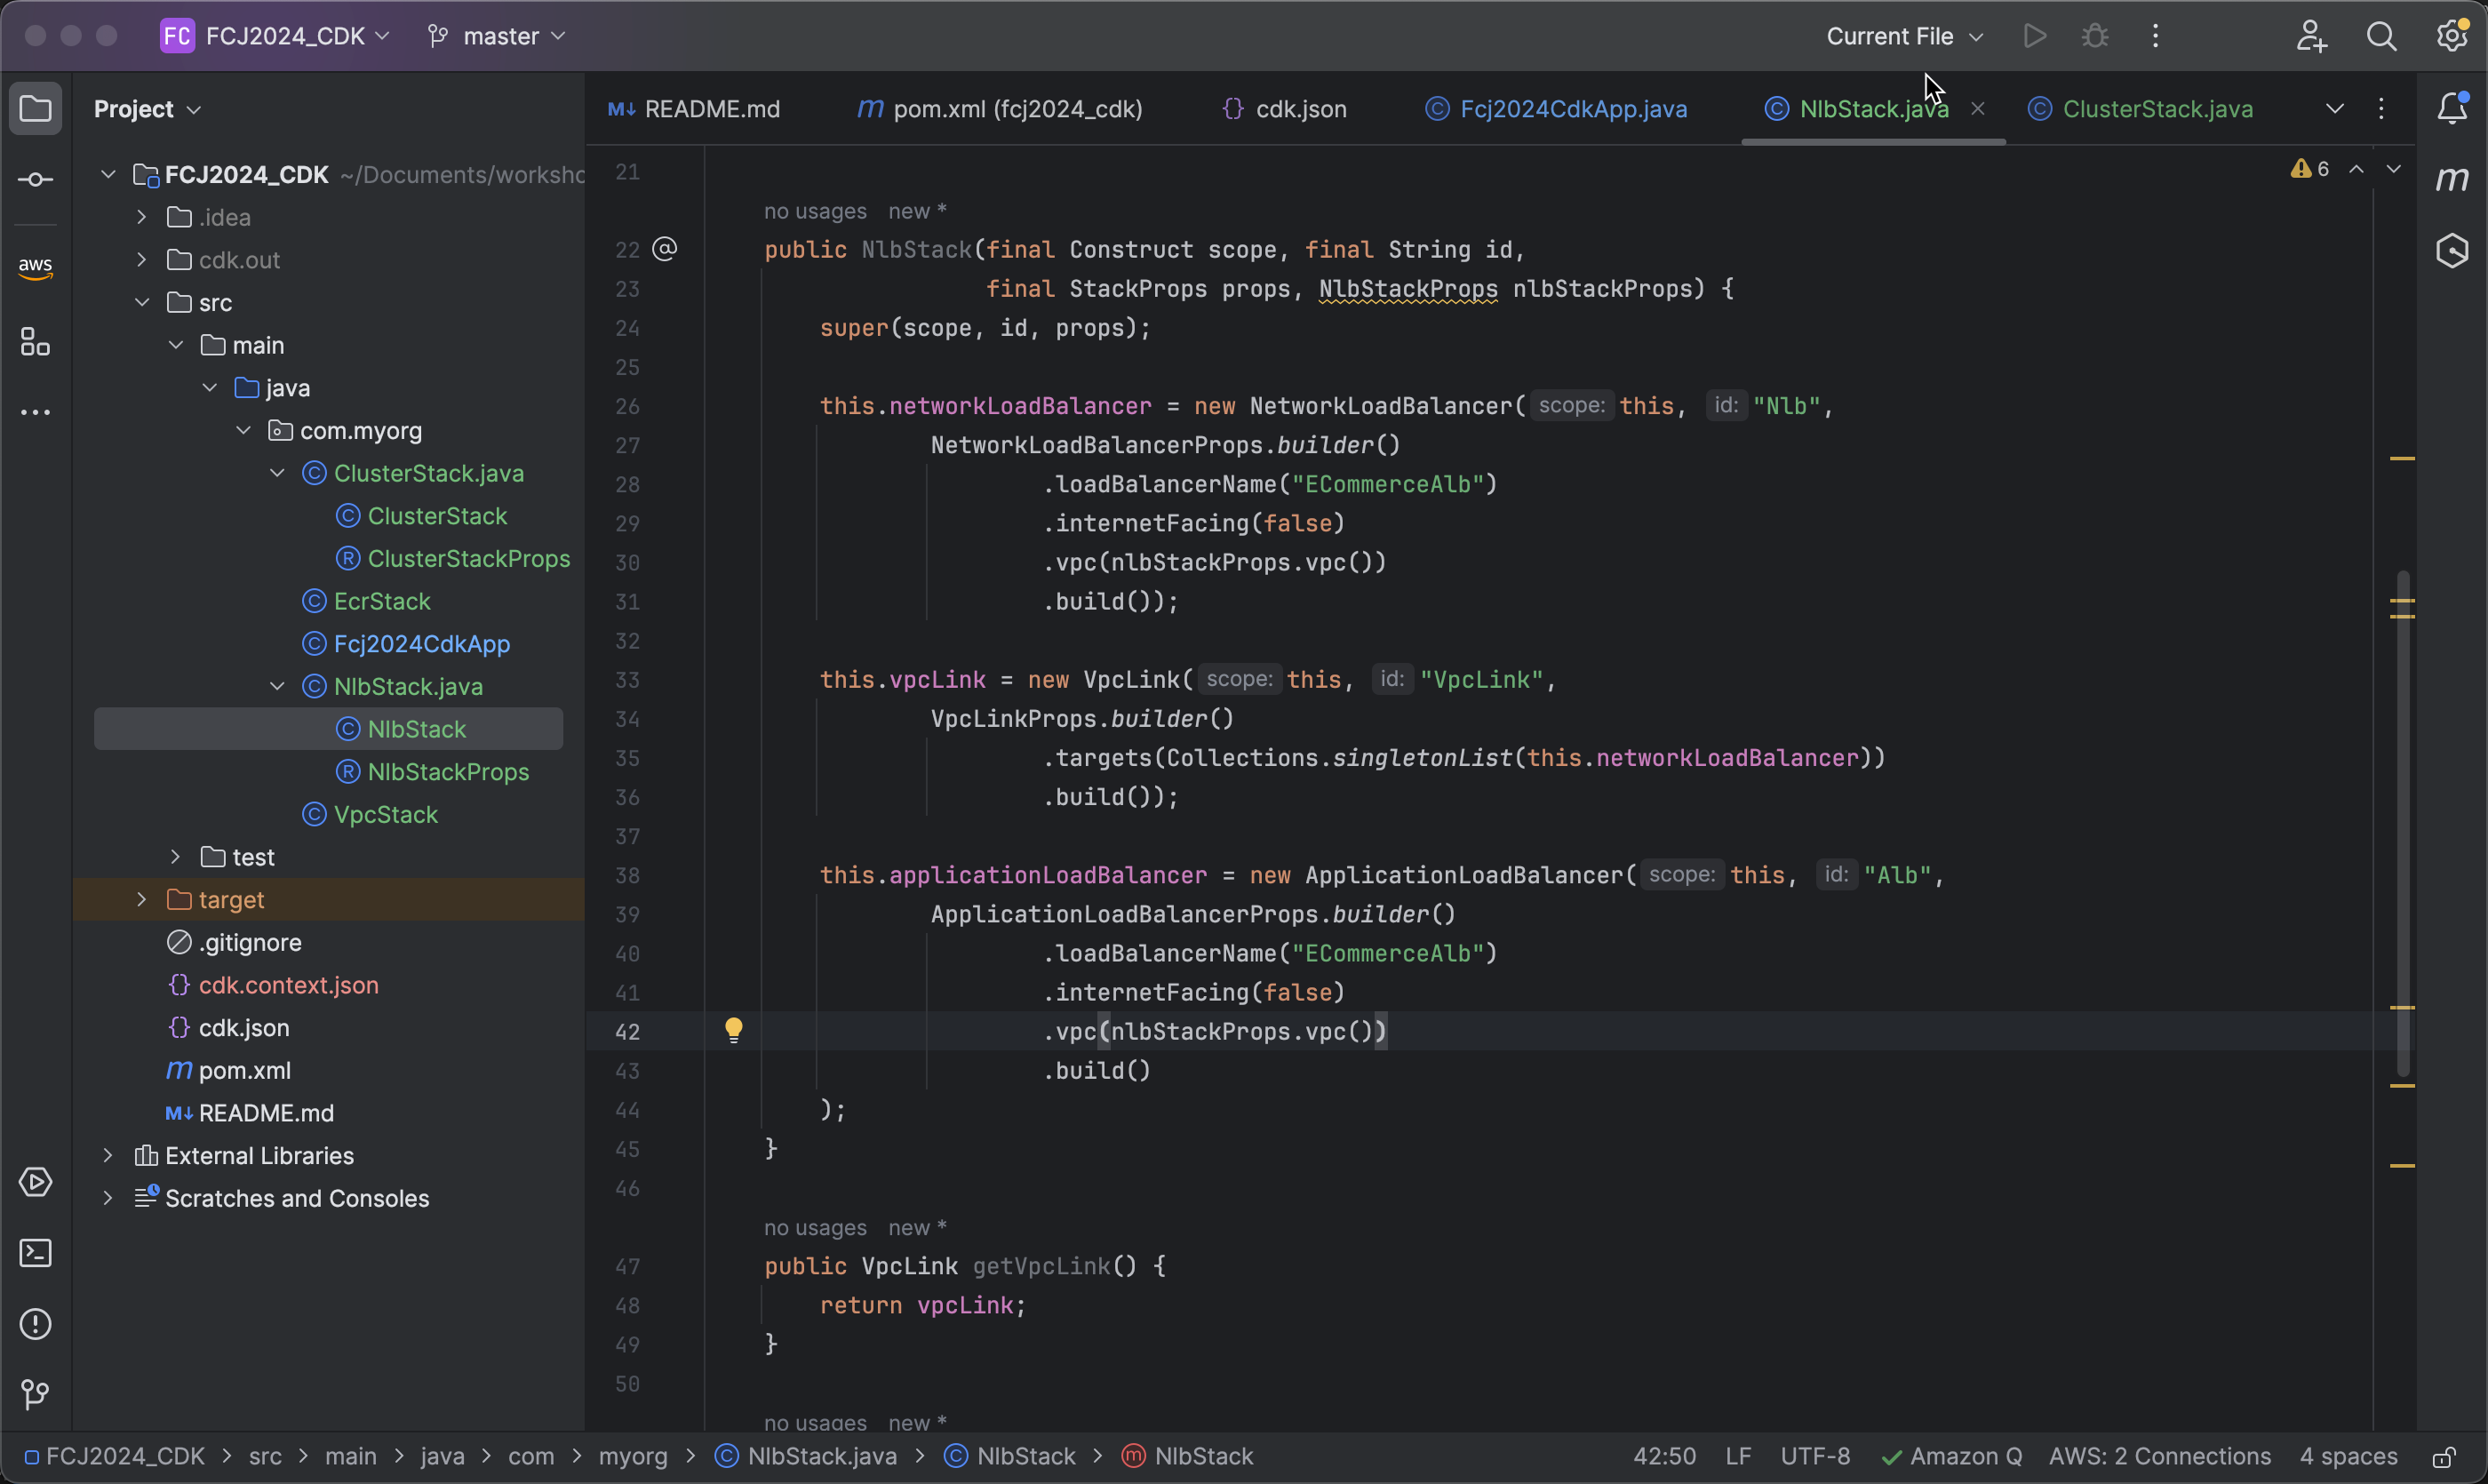 FC FCJ2024_CDK master Current File
Project
README.md pom.xml (fcj2024_cdk) cdk.json Fcj2024CdkApp.java NlbStack.java ClusterStack.java
FCJ2024_CDK ~/Documents/worksho
.idea
cdk.out
src
main
java
com.myorg
ClusterStack.java
ClusterStack
ClusterStackProps
EcrStack
Fcj2024CdkApp
NlbStack.java
NlbStack
NlbStackProps
VpcStack
test
target
.gitignore
cdk.context.json
cdk.json
pom.xml
README.md
External Libraries
Scratches and Consoles
aws
6
21
no usages new *
22 public NlbStack(final Construct scope, final String id,
23 final StackProps props, NlbStackProps nlbStackProps) {
24 super(scope, id, props);
25
26 this.networkLoadBalancer = new NetworkLoadBalancer( scope: this, id: "Nlb",
27 NetworkLoadBalancerProps.builder()
28 .loadBalancerName("ECommerceAlb")
29 .internetFacing(false)
30 .vpc(nlbStackProps.vpc())
31 .build());
32
33 this.vpcLink = new VpcLink( scope: this, id: "VpcLink",
34 VpcLinkProps.builder()
35 .targets(Collections.singletonList(this.networkLoadBalancer))
36 .build());
37
38 this.applicationLoadBalancer = new ApplicationLoadBalancer( scope: this, id: "Alb",
39 ApplicationLoadBalancerProps.builder()
40 .loadBalancerName("ECommerceAlb")
41 .internetFacing(false)
42 .vpc(nlbStackProps.vpc())
43 .build()
44 );
45 }
46
no usages new *
47 public VpcLink getVpcLink() {
48 return vpcLink;
49 }
50
no usages new *
FCJ2024_CDK > src > main > java > com > myorg > NlbStack.java > NlbStack > NlbStack 42:50 LF UTF-8 Amazon Q AWS: 2 Connections 4 spaces